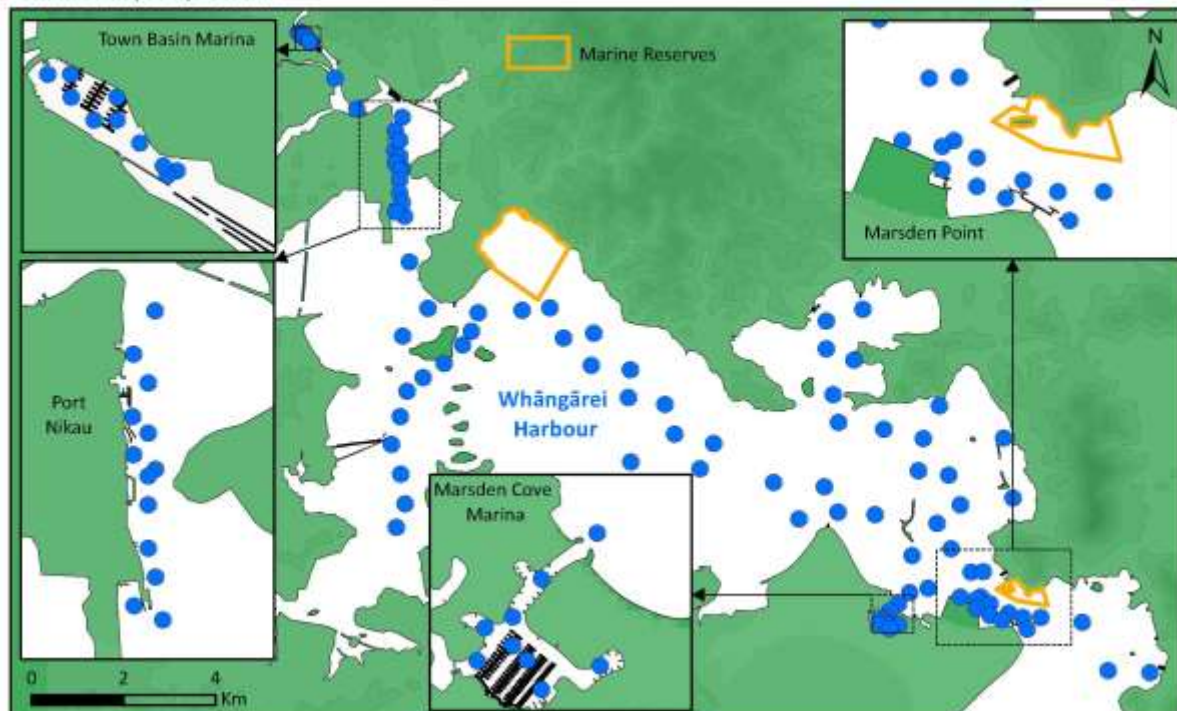 Town Basin Marina
Marine Reserves
N
Marsden Point
Port
Nikau
Whāngārei
Harbour
Marsden Cove
Marina
0
2
4
Km